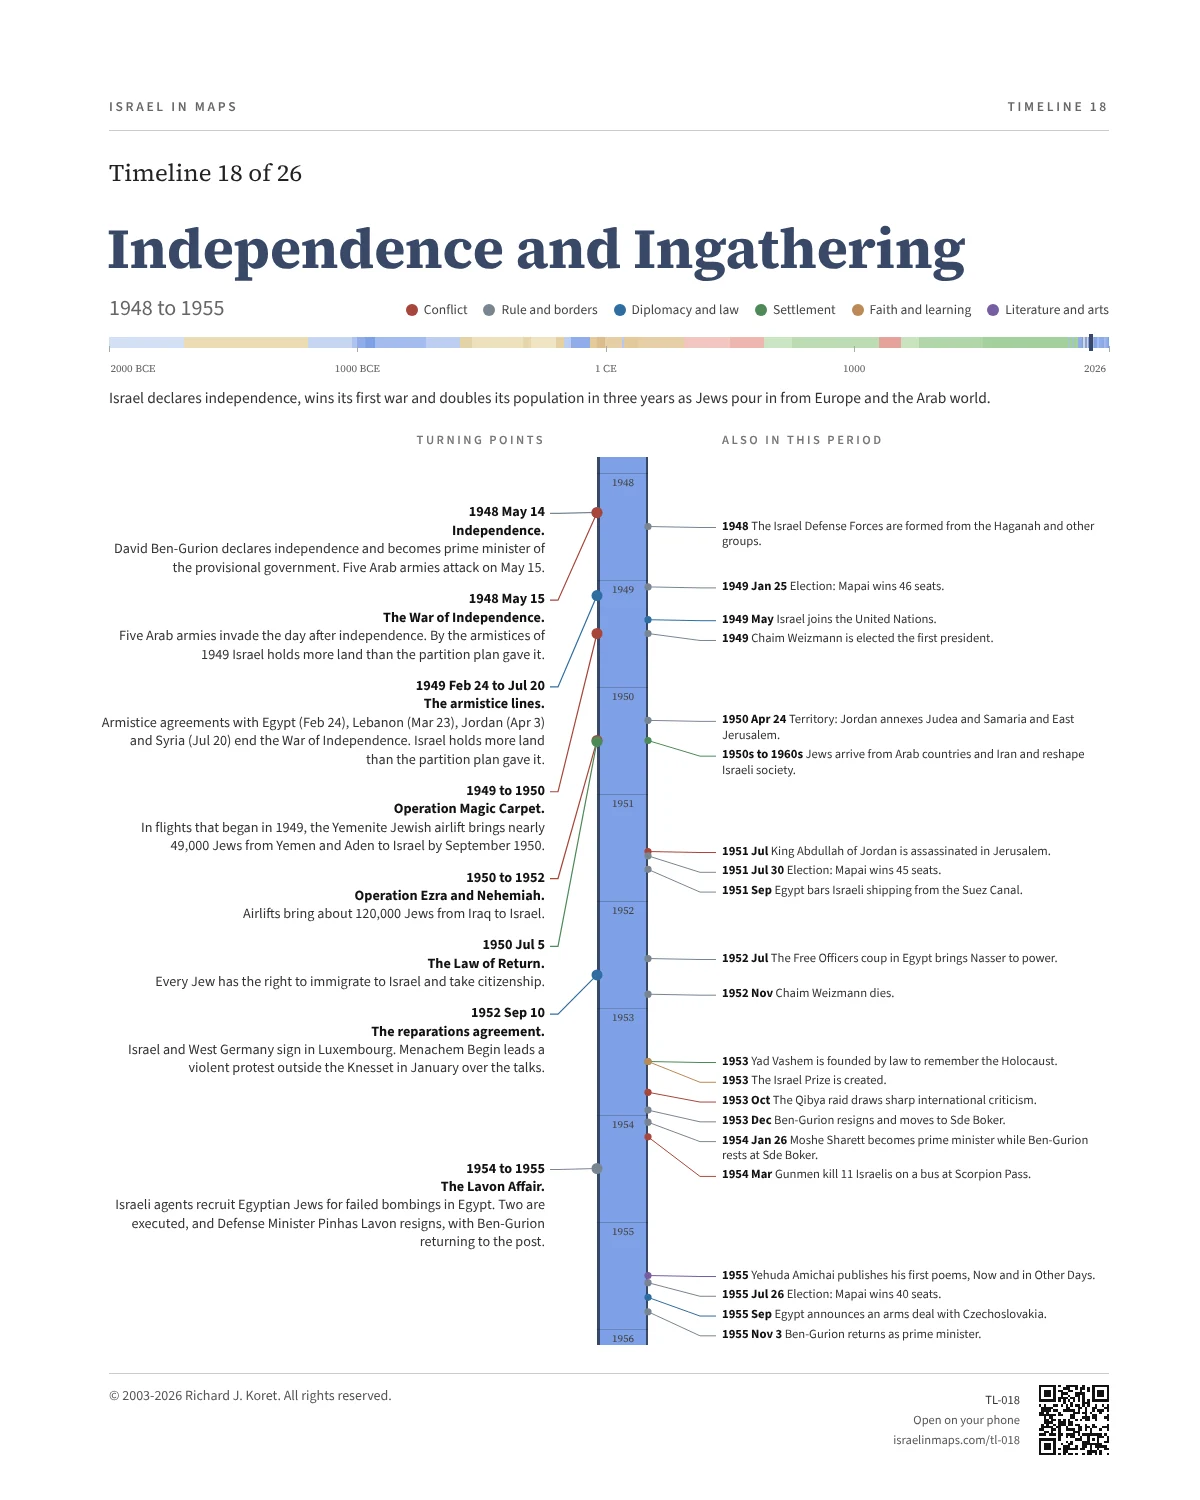 ISRAEL IN MAPS
TIMELINE 18
Timeline 18 of 26
Independence and Ingathering
1948 to 1955
Conflict
Rule and borders
Diplomacy and law
Settlement
Faith and learning
Literature and arts
2000 BCE
1000 BCE
1 CE
1000
2026
Israel declares independence, wins its first war and doubles its population in three years as Jews pour in from Europe and the Arab world.
TURNING POINTS
1948 May 14
Independence.
David Ben-Gurion declares independence and becomes prime minister of
the provisional government. Five Arab armies attack on May 15.
1948 May 15
The War of Independence.
Five Arab armies invade the day after independence. By the armistices of
1949 Israel holds more land than the partition plan gave it.
1949 Feb 24 to Jul 20
The armistice lines.
Armistice agreements with Egypt (Feb 24), Lebanon (Mar 23), Jordan (Apr 3)
and Syria (Jul 20) end the War of Independence. Israel holds more land
than the partition plan gave it.
1949 to 1950
Operation Magic Carpet.
In flights that began in 1949, the Yemenite Jewish airlift brings nearly
49,000 Jews from Yemen and Aden to Israel by September 1950.
1950 to 1952
Operation Ezra and Nehemiah.
Airlifts bring about 120,000 Jews from Iraq to Israel.
1950 Jul 5
The Law of Return.
Every Jew has the right to immigrate to Israel and take citizenship.
1952 Sep 10
The reparations agreement.
Israel and West Germany sign in Luxembourg. Menachem Begin leads a
violent protest outside the Knesset in January over the talks.
1954 to 1955
The Lavon Affair.
Israeli agents recruit Egyptian Jews for failed bombings in Egypt. Two are
executed, and Defense Minister Pinhas Lavon resigns, with Ben-Gurion
returning to the post.
1948
1949
1950
1951
1952
1953
1954
1955
1956
ALSO IN THIS PERIOD
1948 The Israel Defense Forces are formed from the Haganah and other
groups.
1949 Jan 25 Election: Mapai wins 46 seats.
1949 May Israel joins the United Nations.
1949 Chaim Weizmann is elected the first president.
1950 Apr 24 Territory: Jordan annexes Judea and Samaria and East
Jerusalem.
1950s to 1960s Jews arrive from Arab countries and Iran and reshape
Israeli society.
1951 Jul King Abdullah of Jordan is assassinated in Jerusalem.
1951 Jul 30 Election: Mapai wins 45 seats.
1951 Sep Egypt bars Israeli shipping from the Suez Canal.
1952 Jul The Free Officers coup in Egypt brings Nasser to power.
1952 Nov Chaim Weizmann dies.
1953 Yad Vashem is founded by law to remember the Holocaust.
1953 The Israel Prize is created.
1953 Oct The Qibya raid draws sharp international criticism.
1953 Dec Ben-Gurion resigns and moves to Sde Boker.
1954 Jan 26 Moshe Sharett becomes prime minister while Ben-Gurion
rests at Sde Boker.
1954 Mar Gunmen kill 11 Israelis on a bus at Scorpion Pass.
1955 Yehuda Amichai publishes his first poems, Now and in Other Days.
1955 Jul 26 Election: Mapai wins 40 seats.
1955 Sep Egypt announces an arms deal with Czechoslovakia.
1955 Nov 3 Ben-Gurion returns as prime minister.
© 2003-2026 Richard J. Koret. All rights reserved.
TL-018
Open on your phone
israelinmaps.com/tl-018